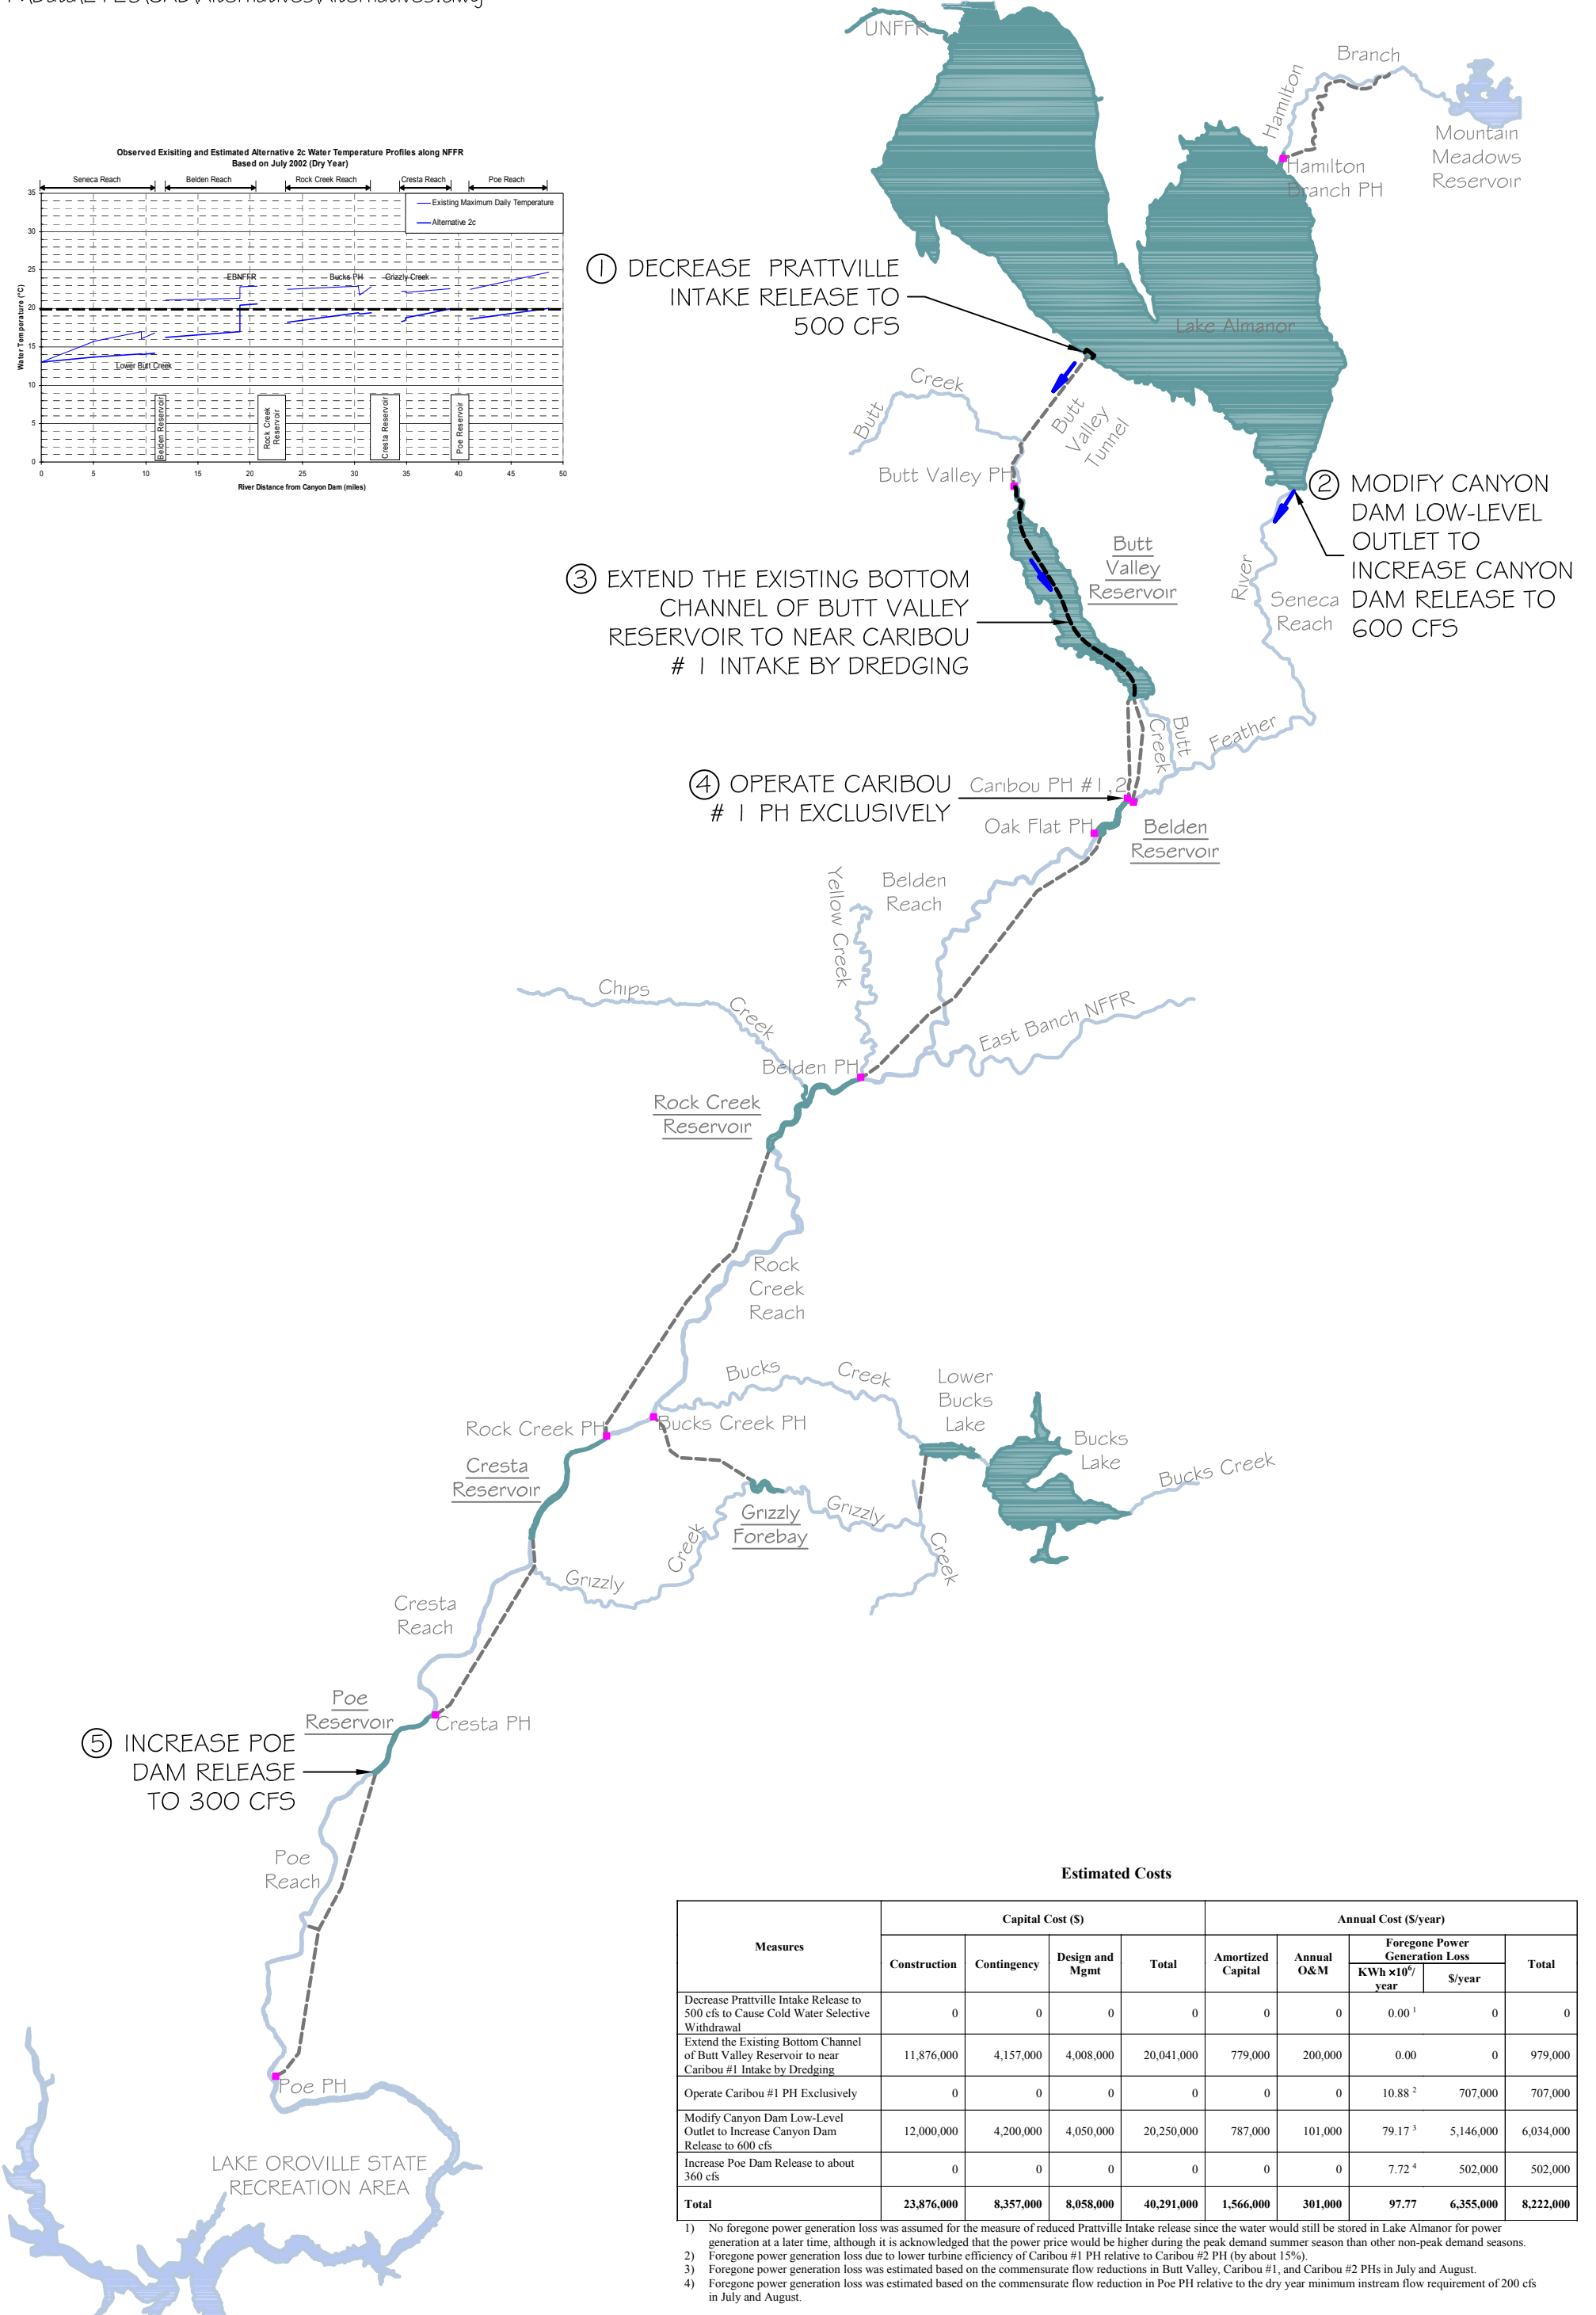 UNFFR
Branch
Hamilton
Mountain
Meadows
Reservoir
Hamilton
Branch PH
Observed Exisiting and Estimated Alternative 2c Water Temperature Profiles along NFFR
Based on July 2002 (Dry Year)
Seneca Reach
Belden Reach
Rock Creek Reach
Cresta Reach
Poe Reach
Existing Maximum Daily Temperature
Alternative 2c
EBNFFR
Bucks PH
Grizzly Creek
Lower Butt Creek
Belden Reservoir
Rock Creek
Reservoir
Cresta Reservoir
Poe Reservoir
Water Temperature (°C)
35
30
25
20
15
10
5
0
0 5 10 15 20 25 30 35 40 45 50
River Distance from Canyon Dam (miles)
1 DECREASE PRATTVILLE
INTAKE RELEASE TO
500 CFS
Lake Almanor
Butt
Creek
Butt
Valley
Tunnel
Butt Valley PH
2 MODIFY CANYON
DAM LOW-LEVEL
OUTLET TO
INCREASE CANYON
DAM RELEASE TO
600 CFS
Butt
Valley
Reservoir
River
Seneca
Reach
3 EXTEND THE EXISTING BOTTOM
CHANNEL OF BUTT VALLEY
RESERVOIR TO NEAR CARIBOU
# 1 INTAKE BY DREDGING
Butt
Creek
Feather
4 OPERATE CARIBOU
# 1 PH EXCLUSIVELY
Caribou PH #1,2
Oak Flat PH
Belden
Reservoir
Belden
Reach
Yellow Creek
Chips
Creek
East Banch NFFR
Belden PH
Rock Creek
Reservoir
Rock
Creek
Reach
Bucks
Creek
Lower
Bucks
Lake
Rock Creek PH
Bucks Creek PH
Bucks
Lake
Bucks Creek
Cresta
Reservoir
Grizzly
Forebay
Grizzly
Creek
Grizzly
Creek
Cresta
Reach
Poe
Reservoir
Cresta PH
5 INCREASE POE
DAM RELEASE
TO 300 CFS
Poe
Reach
Poe PH
LAKE OROVILLE STATE
RECREATION AREA
Estimated Costs
Measures
Capital Cost ($)
Annual Cost ($/year)
Construction
Contingency
Design and
Mgmt
Total
Amortized
Capital
Annual
O&M
Foregone Power
Generation Loss
KWh ×10⁶/
year
$/year
Total
Decrease Prattville Intake Release to
500 cfs to Cause Cold Water Selective
Withdrawal
0 0 0 0 0 0 0.00 ¹ 0 0
Extend the Existing Bottom Channel
of Butt Valley Reservoir to near
Caribou #1 Intake by Dredging
11,876,000 4,157,000 4,008,000 20,041,000 779,000 200,000 0.00 0 979,000
Operate Caribou #1 PH Exclusively 0 0 0 0 0 0 10.88 ² 707,000 707,000
Modify Canyon Dam Low-Level
Outlet to Increase Canyon Dam
Release to 600 cfs
12,000,000 4,200,000 4,050,000 20,250,000 787,000 101,000 79.17 ³ 5,146,000 6,034,000
Increase Poe Dam Release to about
360 cfs
0 0 0 0 0 0 7.72 ⁴ 502,000 502,000
Total 23,876,000 8,357,000 8,058,000 40,291,000 1,566,000 301,000 97.77 6,355,000 8,222,000
1) No foregone power generation loss was assumed for the measure of reduced Prattville Intake release since the water would still be stored in Lake Almanor for power
generation at a later time, although it is acknowledged that the power price would be higher during the peak demand summer season than other non-peak demand seasons.
2) Foregone power generation loss due to lower turbine efficiency of Caribou #1 PH relative to Caribou #2 PH (by about 15%).
3) Foregone power generation loss was estimated based on the commensurate flow reductions in Butt Valley, Caribou #1, and Caribou #2 PHs in July and August.
4) Foregone power generation loss was estimated based on the commensurate flow reduction in Poe PH relative to the dry year minimum instream flow requirement of 200 cfs
in July and August.